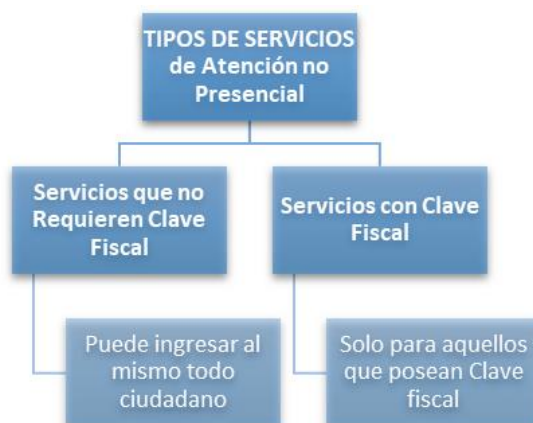 TIPOS DE SERVICIOS
de Atención no
Presencial
Servicios que no
Requieren Clave
Fiscal
Servicios con Clave
Fiscal
Puede ingresar al
mismo todo
ciudadano
Solo para aquellos
que posean Clave
fiscal